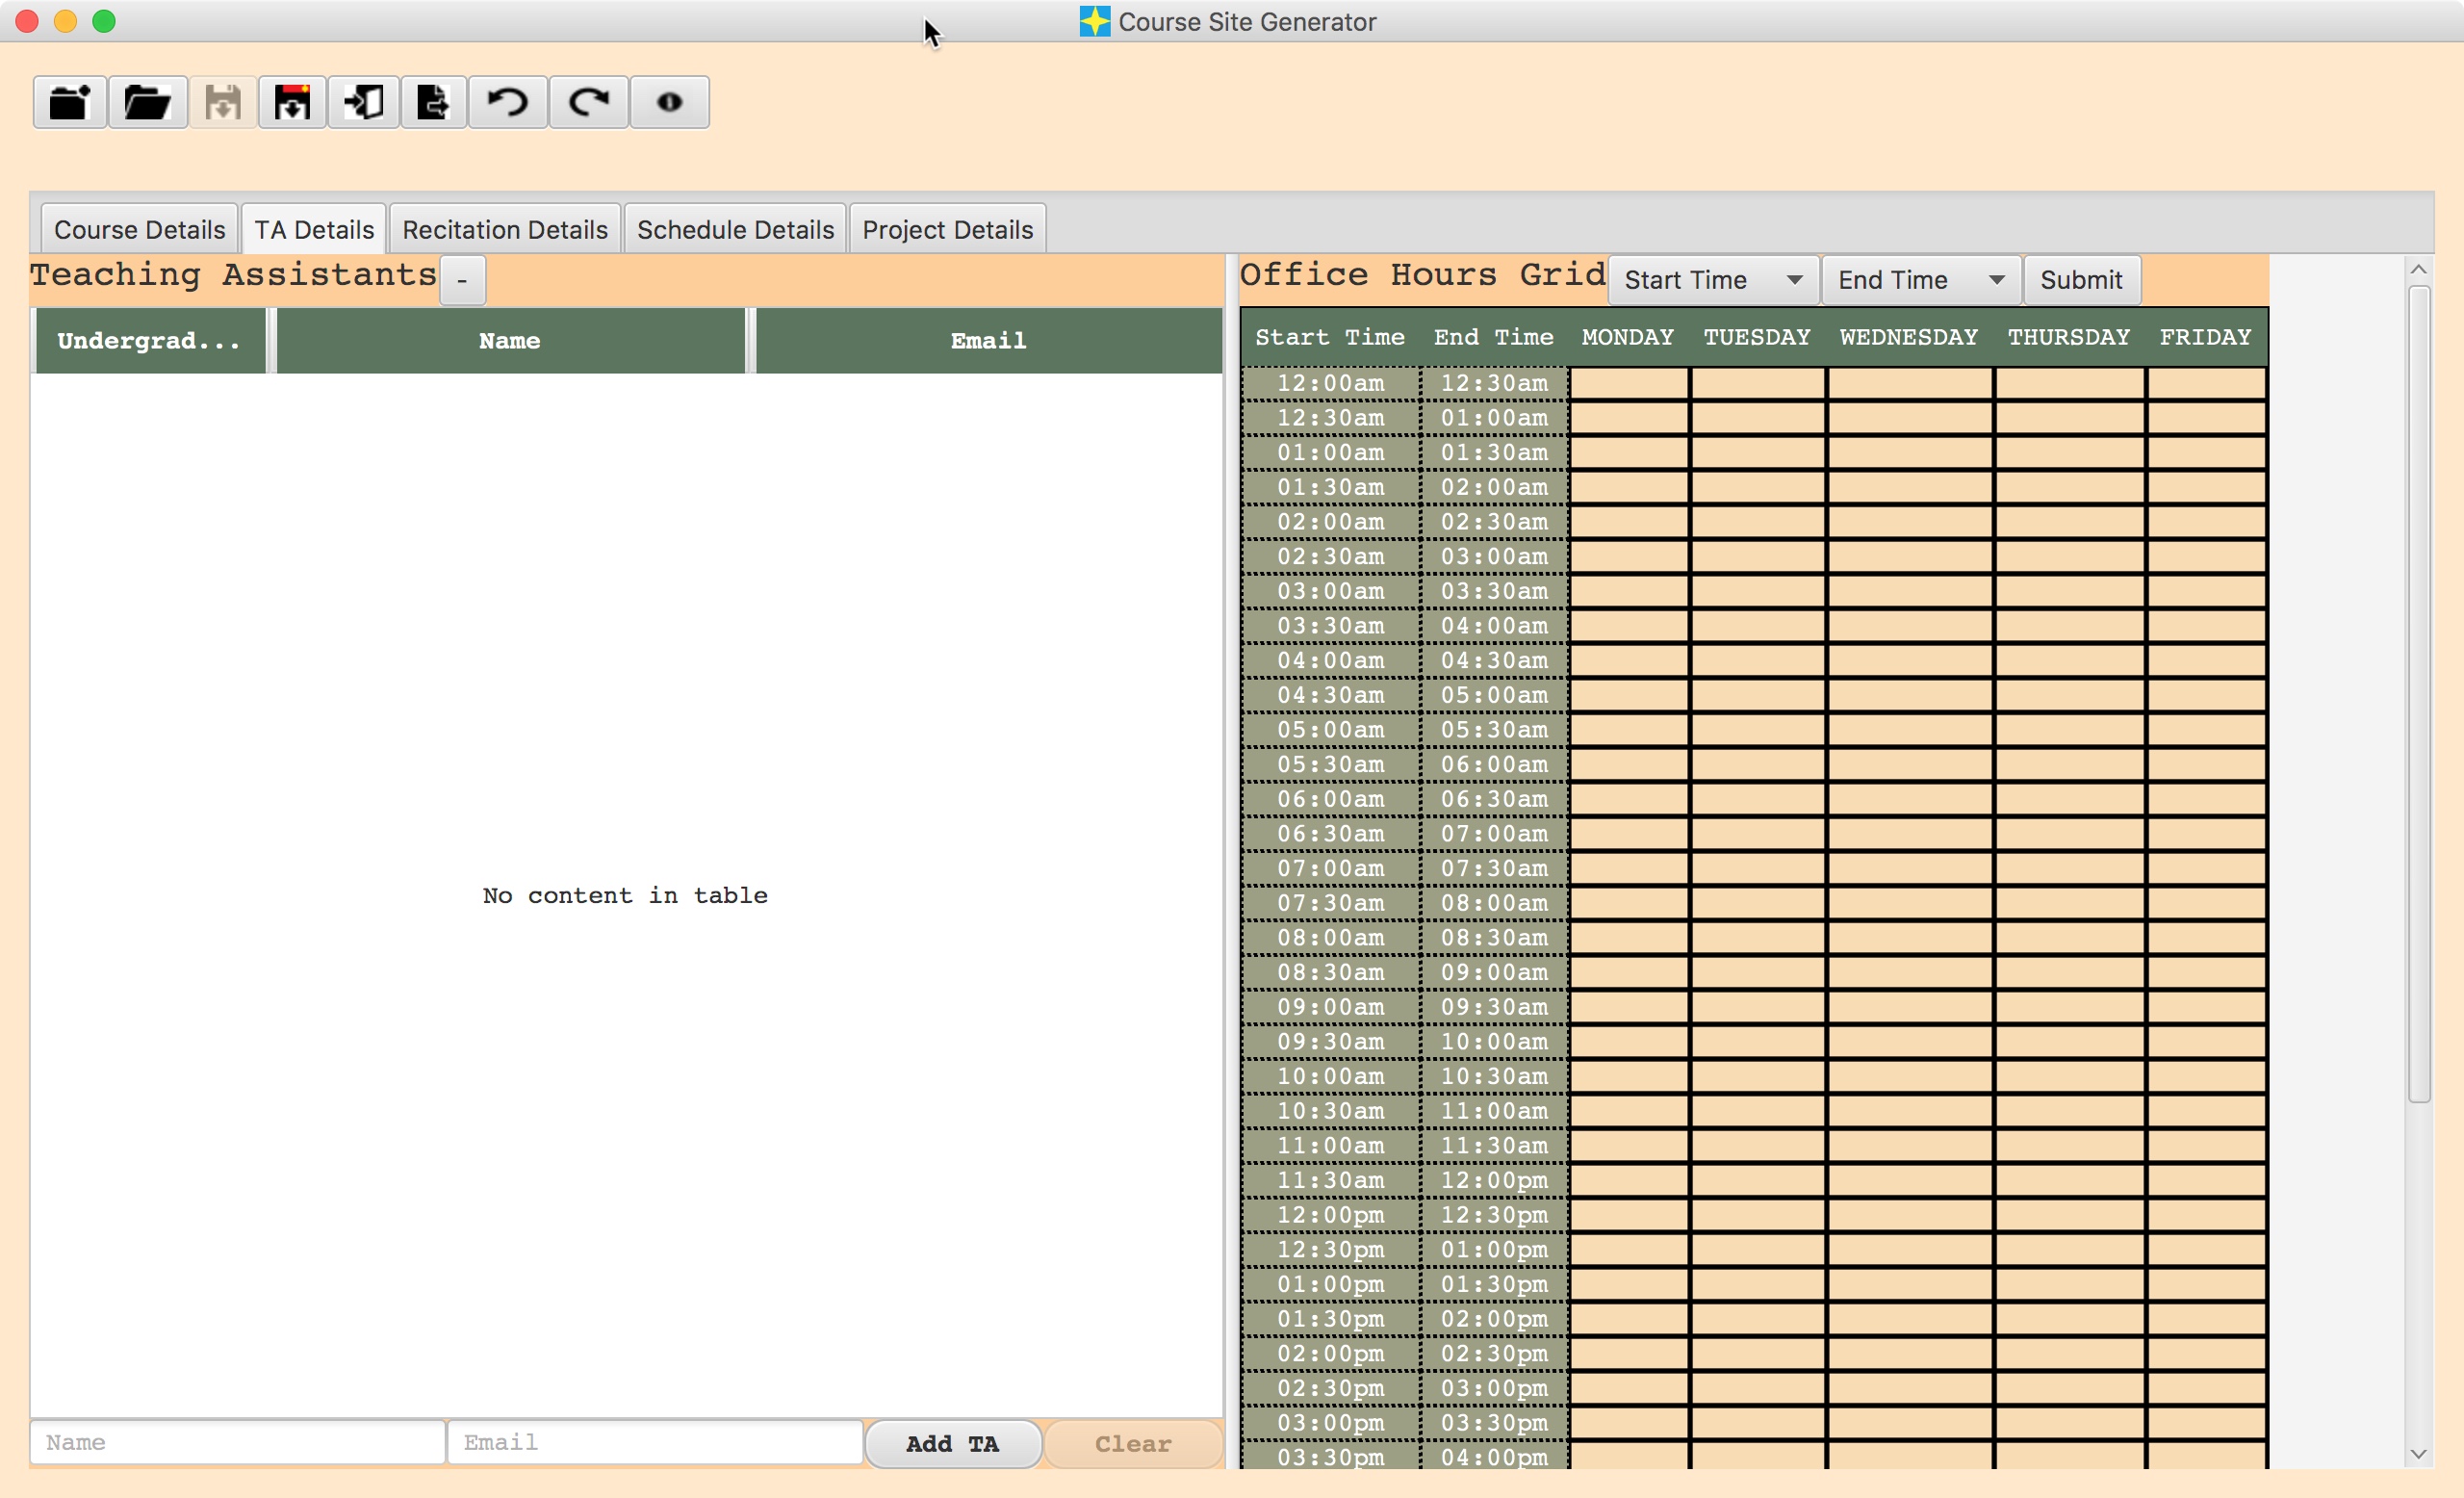 Course Site Generator
Course Details TA Details Recitation Details Schedule Details Project Details
Teaching Assistants -
Undergrad... Name Email
No content in table
Name Email Add TA Clear
Office Hours Grid Start Time End Time Submit
Start Time End Time MONDAY TUESDAY WEDNESDAY THURSDAY FRIDAY
12:00am 12:30am
12:30am 01:00am
01:00am 01:30am
01:30am 02:00am
02:00am 02:30am
02:30am 03:00am
03:00am 03:30am
03:30am 04:00am
04:00am 04:30am
04:30am 05:00am
05:00am 05:30am
05:30am 06:00am
06:00am 06:30am
06:30am 07:00am
07:00am 07:30am
07:30am 08:00am
08:00am 08:30am
08:30am 09:00am
09:00am 09:30am
09:30am 10:00am
10:00am 10:30am
10:30am 11:00am
11:00am 11:30am
11:30am 12:00pm
12:00pm 12:30pm
12:30pm 01:00pm
01:00pm 01:30pm
01:30pm 02:00pm
02:00pm 02:30pm
02:30pm 03:00pm
03:00pm 03:30pm
03:30pm 04:00pm